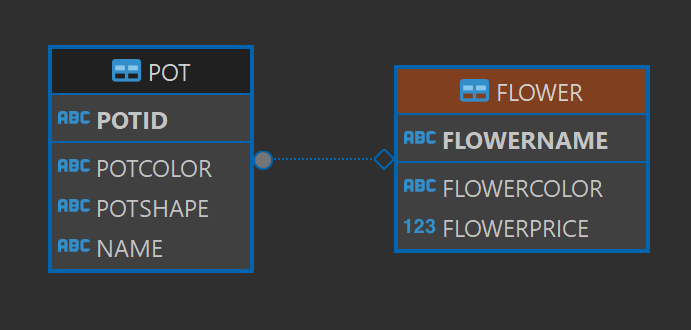 POT
ABC POTID
ABC POTCOLOR
ABC POTSHAPE
ABC NAME
FLOWER
ABC FLOWERNAME
ABC FLOWERCOLOR
123 FLOWERPRICE